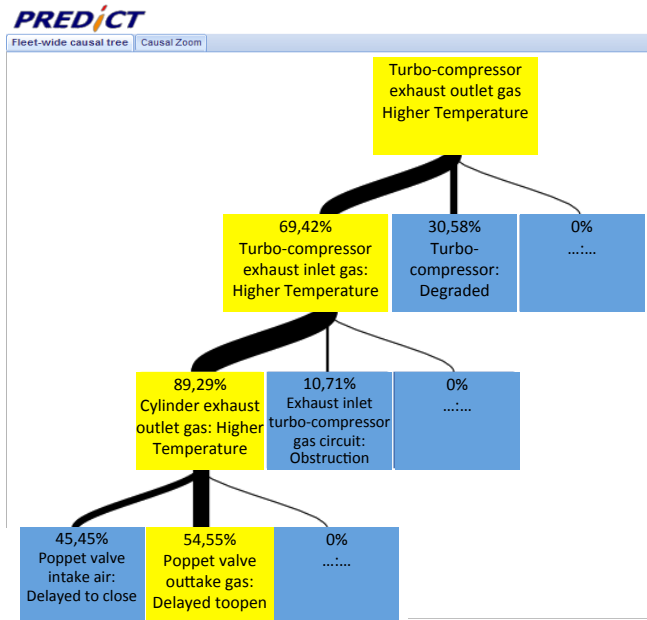 PREDiCT
Fleet-wide causal tree
Causal Zoom
Turbo-compressor
exhaust outlet gas
Higher Temperature
69,42%
Turbo-compressor
exhaust inlet gas:
Higher Temperature
30,58%
Turbo-
compressor:
Degraded
0%
...:...
89,29%
Cylinder exhaust
outlet gas: Higher
Temperature
10,71%
Exhaust inlet
turbo-compressor
gas circuit:
Obstruction
0%
...:...
45,45%
Poppet valve
intake air:
Delayed to close
54,55%
Poppet valve
outtake gas:
Delayed toopen
0%
...:...